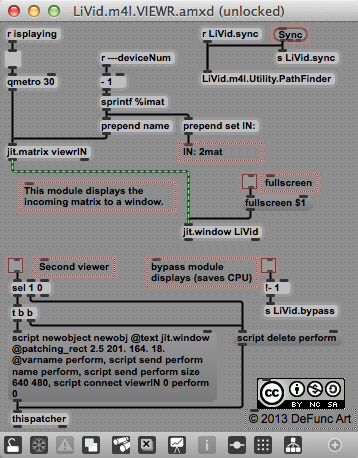 LiVid.m4l.VIEWR.amxd (unlocked)
r isplaying
r LiVid.sync
Sync
r ---deviceNum
s LiVid.sync
qmetro 30
- 1
LiVid.m4l.Utility.PathFinder
sprintf %imat
prepend name
prepend set IN:
jit.matrix viewrIN
IN: 2mat
This module displays the
incoming matrix to a window.
fullscreen
fullscreen $1
jit.window LiVid
Second viewer
bypass module
displays (saves CPU)
sel 1 0
!- 1
t b b
s LiVid.bypass
script newobject newobj @text jit.window
@patching_rect 2.5 201. 164. 18.
@varname perform, script send perform
name perform, script send perform size
640 480, script connect viewrIN 0 perform
0
script delete perform
thispatcher
cc
BY NC SA
© 2013 DeFunc Art